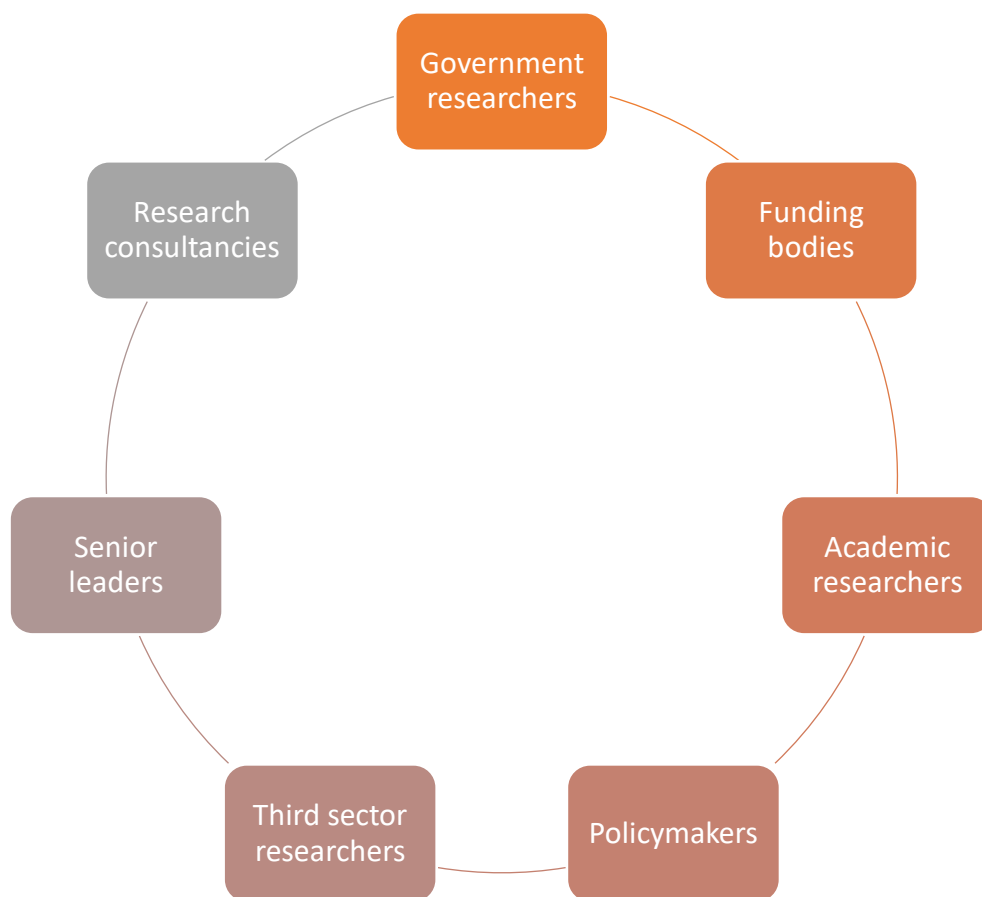 Government
researchers
Funding
bodies
Academic
researchers
Policymakers
Third sector
researchers
Senior
leaders
Research
consultancies